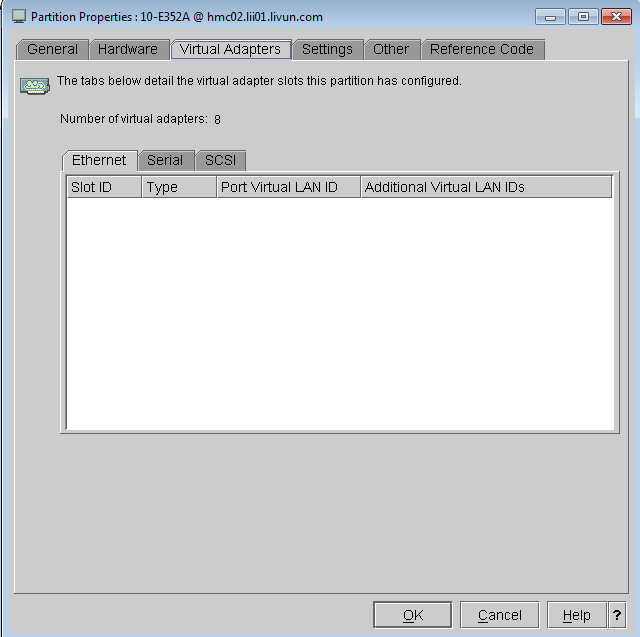 Partition Properties : 10-E352A @ hmc02.lii01.livun.com
General Hardware Virtual Adapters Settings Other Reference Code
The tabs below detail the virtual adapter slots this partition has configured.
Number of virtual adapters: 8
Ethernet Serial SCSI
Slot ID Type Port Virtual LAN ID Additional Virtual LAN IDs
OK Cancel Help ?